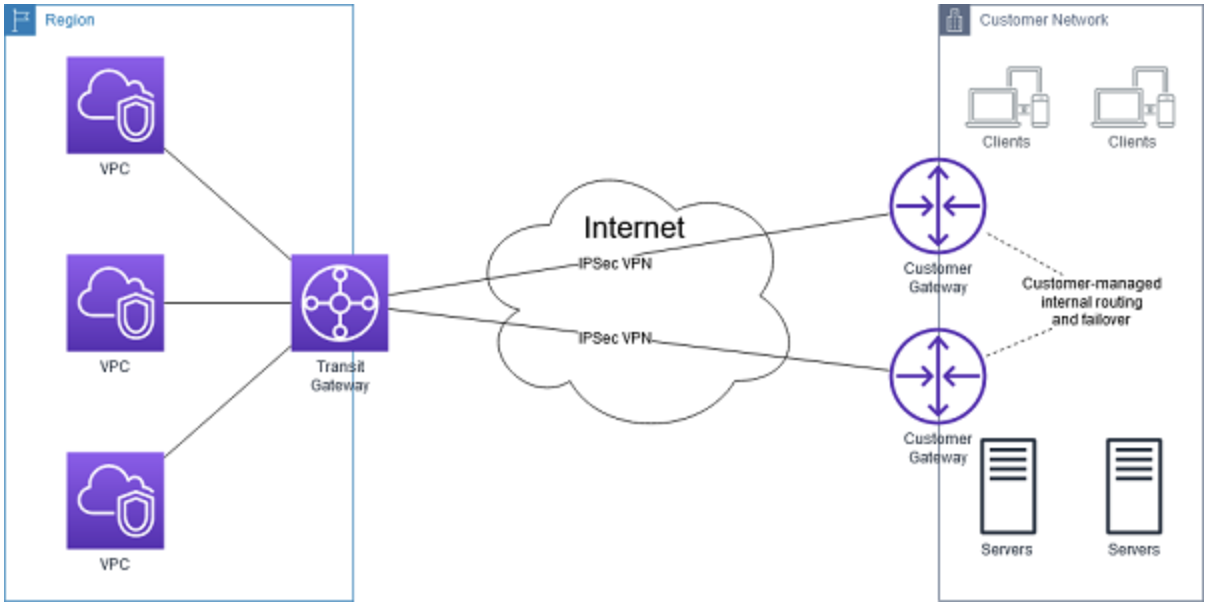 Region
VPC
VPC
VPC
Transit
Gateway
Internet
IPSec VPN
IPSec VPN
Customer Network
Clients
Clients
Customer
Gateway
Customer-managed
internal routing
and failover
Customer
Gateway
Servers
Servers